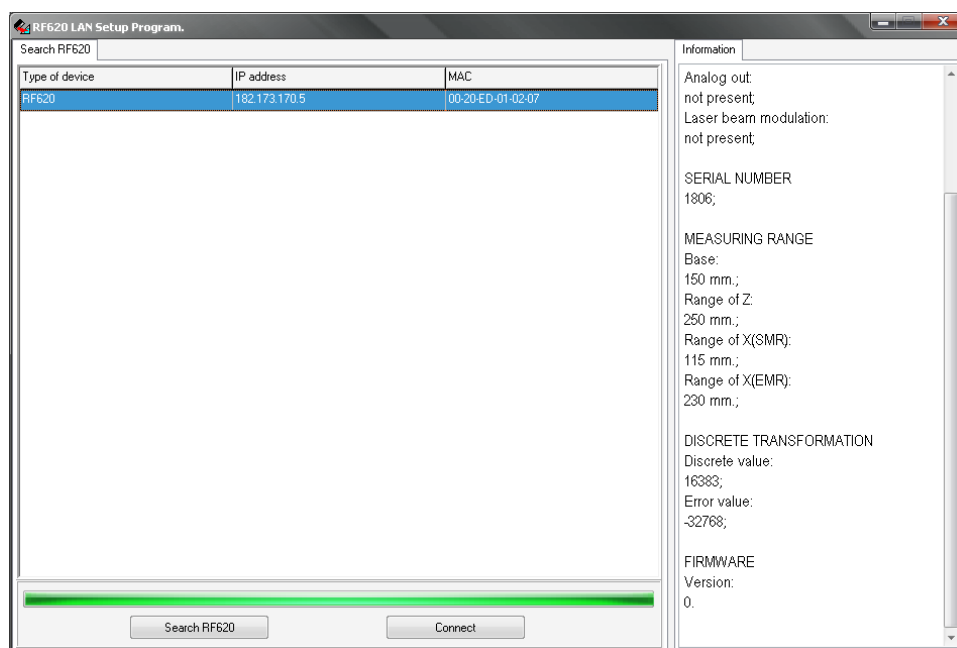 RF620 LAN Setup Program.
Search RF620
Type of device IP address MAC
RF620 182.173.170.5 00-20-ED-01-02-07
Search RF620 Connect
Information
Analog out:
not present;
Laser beam modulation:
not present;
SERIAL NUMBER
1806;
MEASURING RANGE
Base:
150 mm.;
Range of Z:
250 mm.;
Range of X(SMR):
115 mm.;
Range of X(EMR):
230 mm.;
DISCRETE TRANSFORMATION
Discrete value:
16383;
Error value:
-32768;
FIRMWARE
Version:
0.